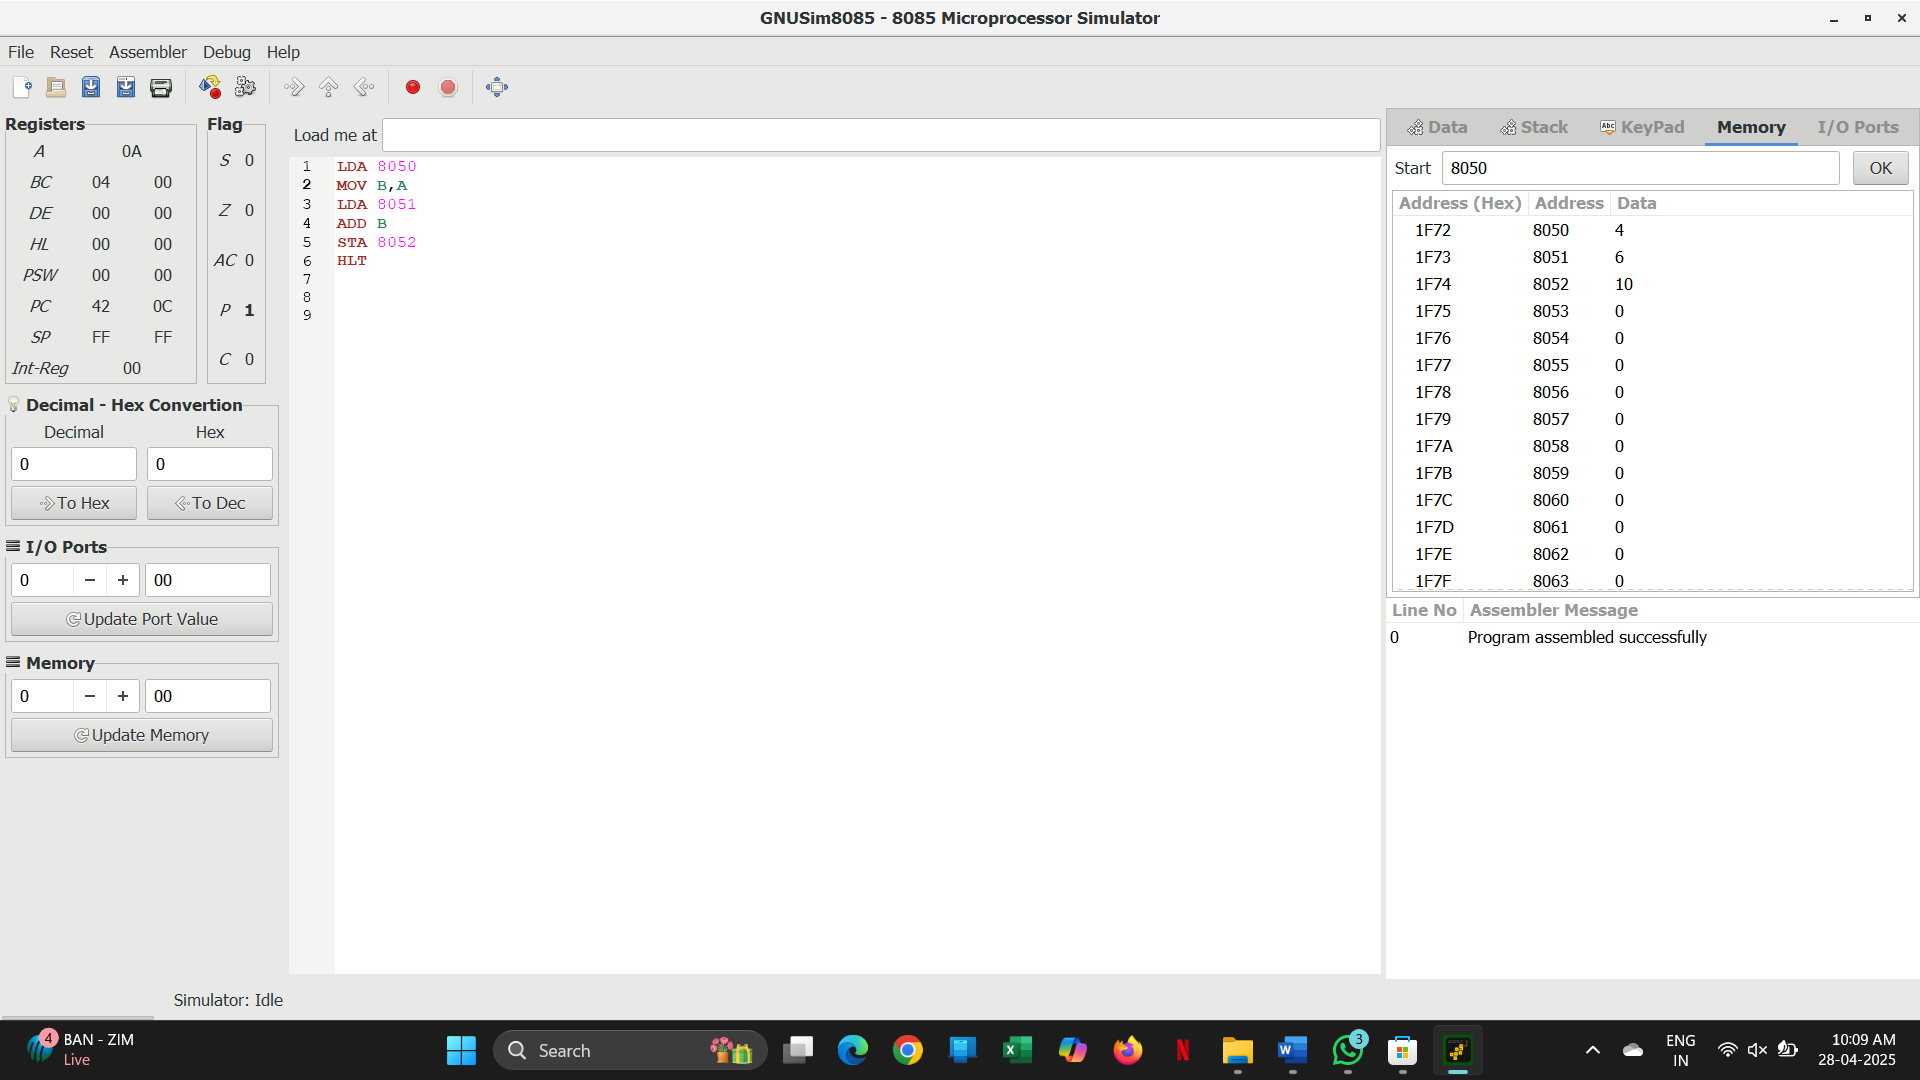 GNUSim8085 - 8085 Microprocessor Simulator
File Reset Assembler Debug Help
Registers
A 0A
BC 04 00
DE 00 00
HL 00 00
PSW 00 00
PC 42 0C
SP FF FF
Int-Reg 00
Flag
S 0
Z 0
AC 0
P 1
C 0
Decimal - Hex Convertion
Decimal Hex
0 0
To Hex To Dec
I/O Ports
0 − + 00
Update Port Value
Memory
0 − + 00
Update Memory
Load me at
1 LDA 8050
2 MOV B,A
3 LDA 8051
4 ADD B
5 STA 8052
6 HLT
7
8
9
Data Stack Abc KeyPad Memory I/O Ports
Start 8050 OK
Address (Hex) Address Data
1F72 8050 4
1F73 8051 6
1F74 8052 10
1F75 8053 0
1F76 8054 0
1F77 8055 0
1F78 8056 0
1F79 8057 0
1F7A 8058 0
1F7B 8059 0
1F7C 8060 0
1F7D 8061 0
1F7E 8062 0
1F7F 8063 0
Line No Assembler Message
0 Program assembled successfully
Simulator: Idle
4 BAN - ZIM
Live
Search
3
ENG
IN
10:09 AM
28-04-2025